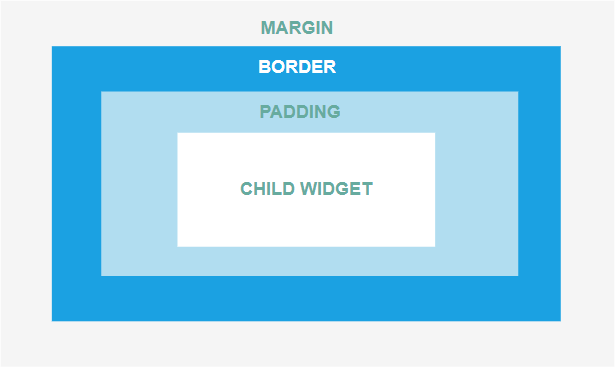 MARGIN
BORDER
PADDING
CHILD WIDGET